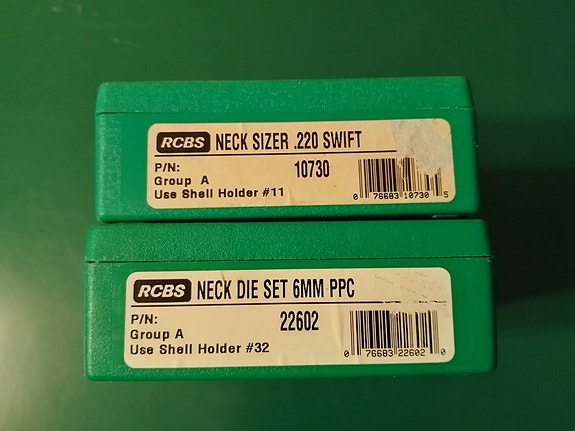 RCBS NECK SIZER .220 SWIFT
P/N: 10730
Group A
Use Shell Holder #11
0 76683 10730 5
RCBS NECK DIE SET 6MM PPC
P/N: 22602
Group A
Use Shell Holder #32
0 76683 22602 0